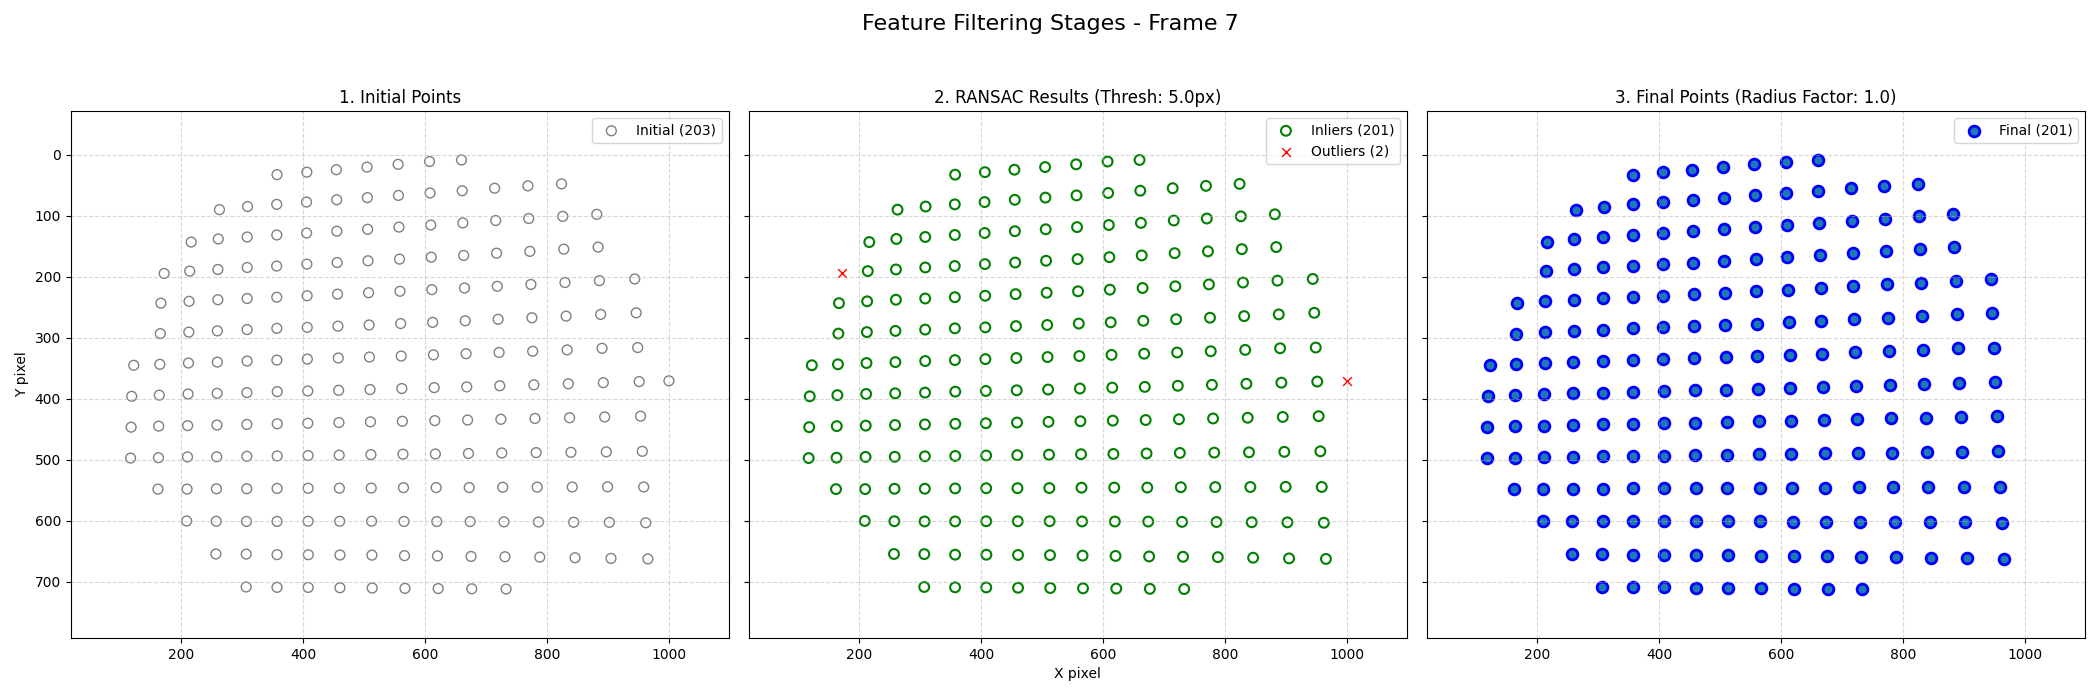 Feature Filtering Stages - Frame 7
1. Initial Points
Initial (203)
0
100
200
300
400
500
600
700
Y pixel
200 400 600 800 1000
2. RANSAC Results (Thresh: 5.0px)
Inliers (201)
Outliers (2)
200 400 600 800 1000
X pixel
3. Final Points (Radius Factor: 1.0)
Final (201)
200 400 600 800 1000